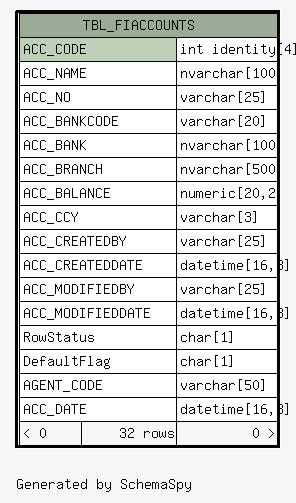 TBL_FIACCOUNTS
ACC_CODE int identity[4]
ACC_NAME nvarchar[100
ACC_NO varchar[25]
ACC_BANKCODE varchar[20]
ACC_BANK nvarchar[100
ACC_BRANCH nvarchar[500
ACC_BALANCE numeric[20,2
ACC_CCY varchar[3]
ACC_CREATEDBY varchar[25]
ACC_CREATEDDATE datetime[16,3]
ACC_MODIFIEDBY varchar[25]
ACC_MODIFIEDDATE datetime[16,3]
RowStatus char[1]
DefaultFlag char[1]
AGENT_CODE varchar[50]
ACC_DATE datetime[16,3]
< 0 32 rows 0 >
Generated by SchemaSpy